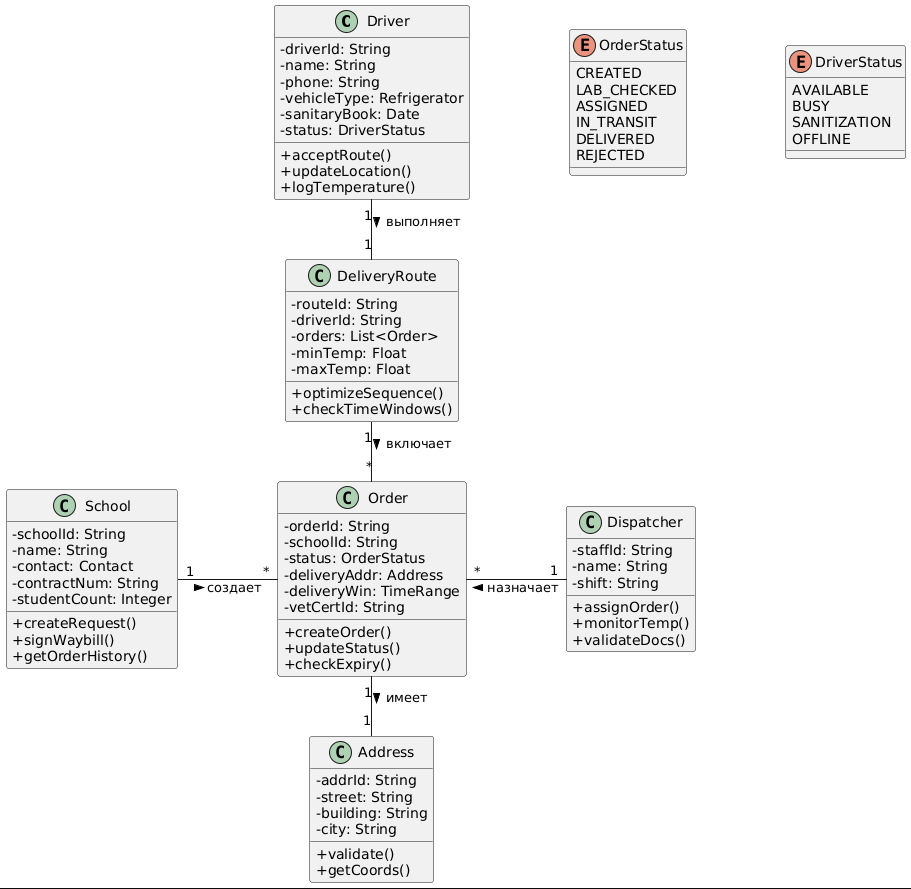 C Driver
-driverId: String
-name: String
-phone: String
-vehicleType: Refrigerator
-sanitaryBook: Date
-status: DriverStatus
+acceptRoute()
+updateLocation()
+logTemperature()
E OrderStatus
CREATED
LAB_CHECKED
ASSIGNED
IN_TRANSIT
DELIVERED
REJECTED
E DriverStatus
AVAILABLE
BUSY
SANITIZATION
OFFLINE
1
выполняет
1
C DeliveryRoute
-routeId: String
-driverId: String
-orders: List<Order>
-minTemp: Float
-maxTemp: Float
+optimizeSequence()
+checkTimeWindows()
1
включает
*
C School
-schoolId: String
-name: String
-contact: Contact
-contractNum: String
-studentCount: Integer
+createRequest()
+signWaybill()
+getOrderHistory()
1 *
создает
C Order
-orderId: String
-schoolId: String
-status: OrderStatus
-deliveryAddr: Address
-deliveryWin: TimeRange
-vetCertId: String
+createOrder()
+updateStatus()
+checkExpiry()
* 1
назначает
C Dispatcher
-staffId: String
-name: String
-shift: String
+assignOrder()
+monitorTemp()
+validateDocs()
1
имеет
1
C Address
-addrId: String
-street: String
-building: String
-city: String
+validate()
+getCoords()